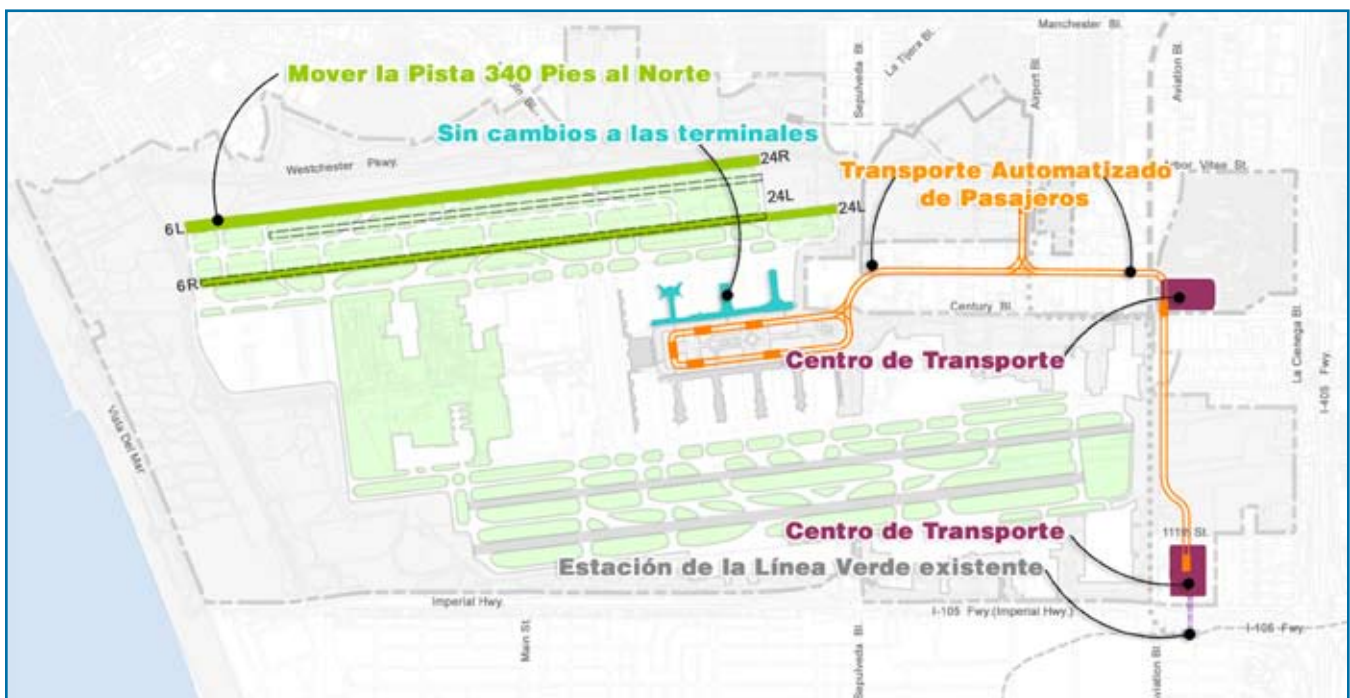 Manchester Bl.
La Tijera Bl.
Sepulveda Bl
Airport Bl.
Aviation Bl.
Mover la Pista 340 Pies al Norte
Sin cambios a las terminales
Westchester Pkwy.
24R
Arbor Vitae St.
Transporte Automatizado
de Pasajeros
24L
24L
6L
6R
Century Bl.
La Cienega Bl.
I-405 Fwy.
Centro de Transporte
Vista Del Mar
Centro de Transporte
111th St.
Estación de la Línea Verde existente
Imperial Hwy.
I-105 Fwy.(Imperial Hwy.)
I-105 Fwy.
Main St.
Sepulveda Bl.
Aviation Bl